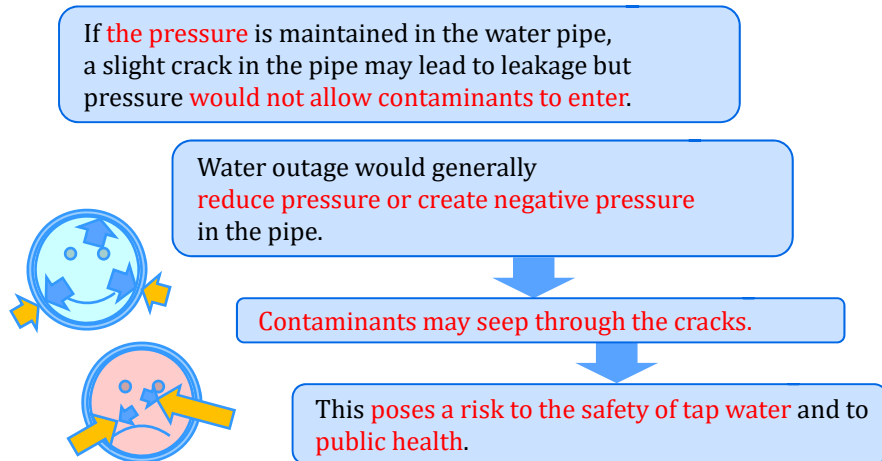 If the pressure is maintained in the water pipe,
a slight crack in the pipe may lead to leakage but
pressure would not allow contaminants to enter.
Water outage would generally
reduce pressure or create negative pressure
in the pipe.
Contaminants may seep through the cracks.
This poses a risk to the safety of tap water and to
public health.